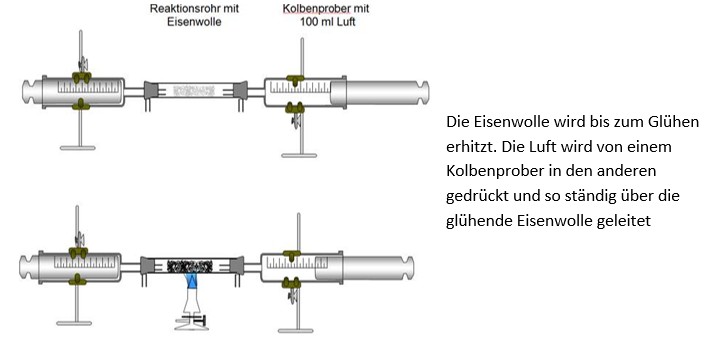 Reaktionsrohr mit
Eisenwolle
Kolbenprober mit
100 ml Luft
Die Eisenwolle wird bis zum Glühen
erhitzt. Die Luft wird von einem
Kolbenprober in den anderen
gedrückt und so ständig über die
glühende Eisenwolle geleitet